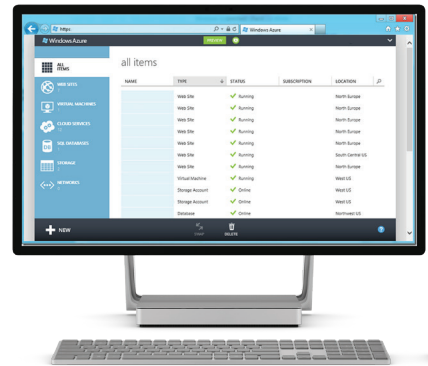 https
Windows Azure
Windows Azure
PREVIEW
ALL
ITEMS
WEB SITES
VIRTUAL MACHINES
CLOUD SERVICES
SQL DATABASES
DB
STORAGE
NETWORKS
all items
NAME TYPE STATUS SUBSCRIPTION LOCATION
Web Site Running North Europe
Web Site Running North Europe
Web Site Running North Europe
Web Site Running North Europe
Web Site Running North Europe
Web Site Running South Central US
Web Site Running North Europe
Virtual Machine Running West US
Storage Account Online West US
Storage Account Online West US
Database Online Northwest US
NEW
START
DELETE
?